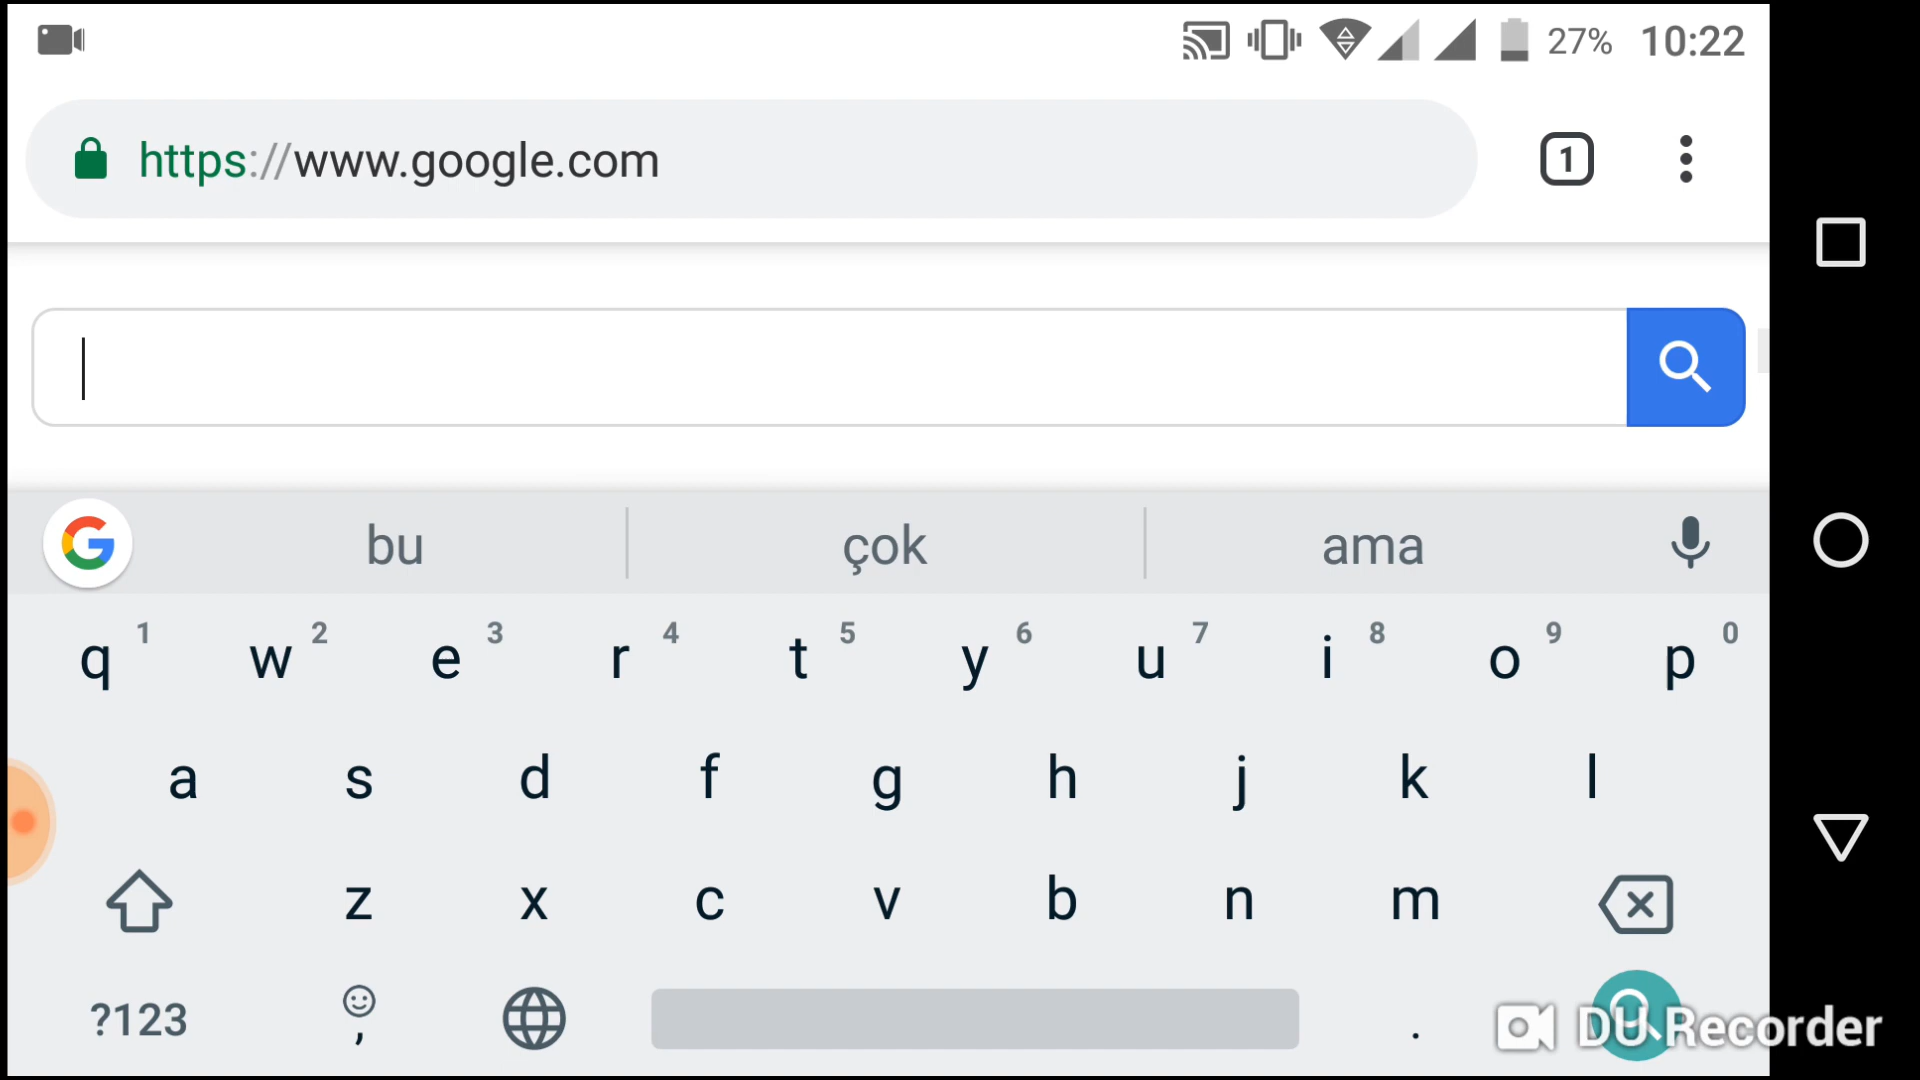 27% 10:22
https://www.google.com 1
bu çok ama
q 1 w 2 e 3 r 4 t 5 y 6 u 7 i 8 o 9 p 0
a s d f g h j k l
z x c v b n m
?123 , .
DU Recorder